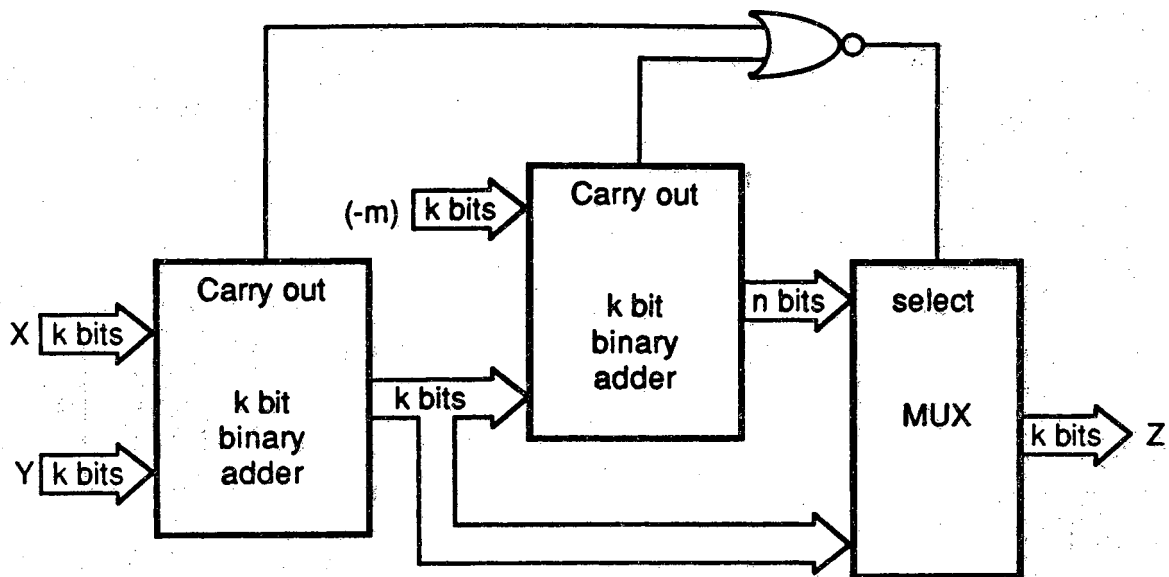 Carry out
(-m)
k bits
k bit
binary
adder
n bits
Carry out
X
k bits
k bit
binary
adder
k bits
Y
k bits
select
MUX
k bits
Z